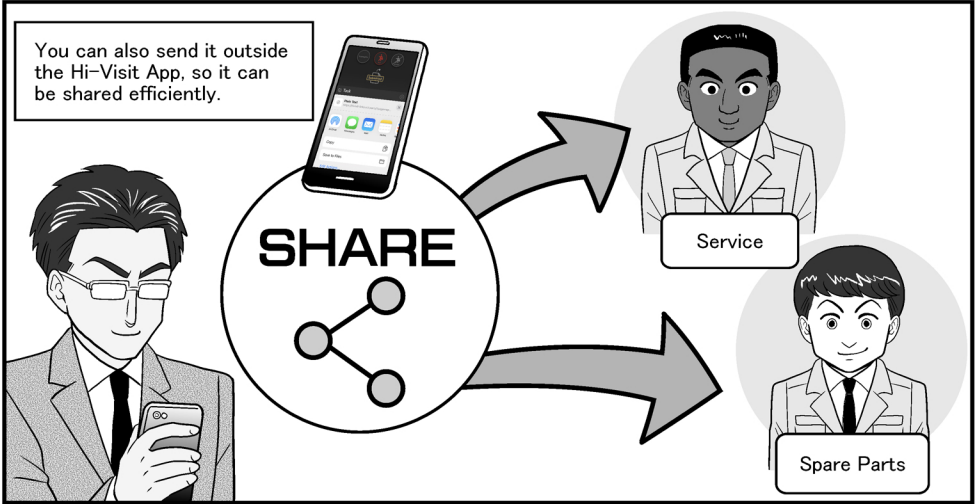 You can also send it outside
the Hi-Visit App, so it can
be shared efficiently.
SHARE
Service
Spare Parts